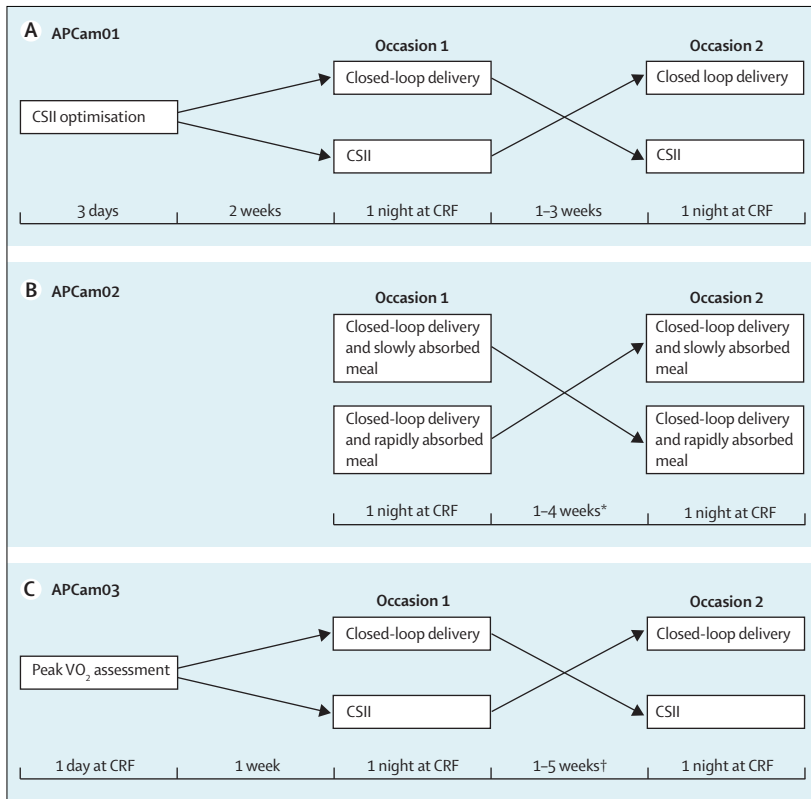 A APCam01
Occasion 1 Occasion 2
Closed-loop delivery Closed loop delivery
CSII optimisation
CSII CSII
3 days 2 weeks 1 night at CRF 1–3 weeks 1 night at CRF
B APCam02
Occasion 1 Occasion 2
Closed-loop delivery
and slowly absorbed
meal
Closed-loop delivery
and slowly absorbed
meal
Closed-loop delivery
and rapidly absorbed
meal
Closed-loop delivery
and rapidly absorbed
meal
1 night at CRF 1–4 weeks* 1 night at CRF
C APCam03
Occasion 1 Occasion 2
Closed-loop delivery Closed-loop delivery
Peak VO₂ assessment
CSII CSII
1 day at CRF 1 week 1 night at CRF 1–5 weeks† 1 night at CRF